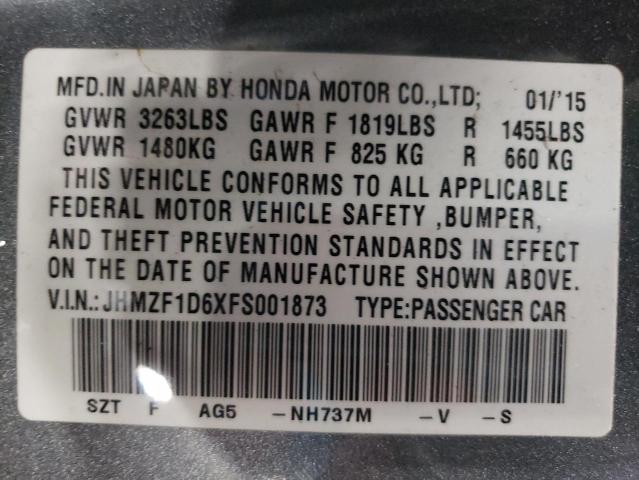 MFD.IN JAPAN BY HONDA MOTOR CO.,LTD; 01/'15
GVWR 3263LBS GAWR F 1819LBS R 1455LBS
GVWR 1480KG GAWR F 825 KG R 660 KG
THIS VEHICLE CONFORMS TO ALL APPLICABLE
FEDERAL MOTOR VEHICLE SAFETY ,BUMPER,
AND THEFT PREVENTION STANDARDS IN EFFECT
ON THE DATE OF MANUFACTURE SHOWN ABOVE.
V.I.N.:JHMZF1D6XFS001873 TYPE:PASSENGER CAR
SZT F AG5 -NH737M -V -S